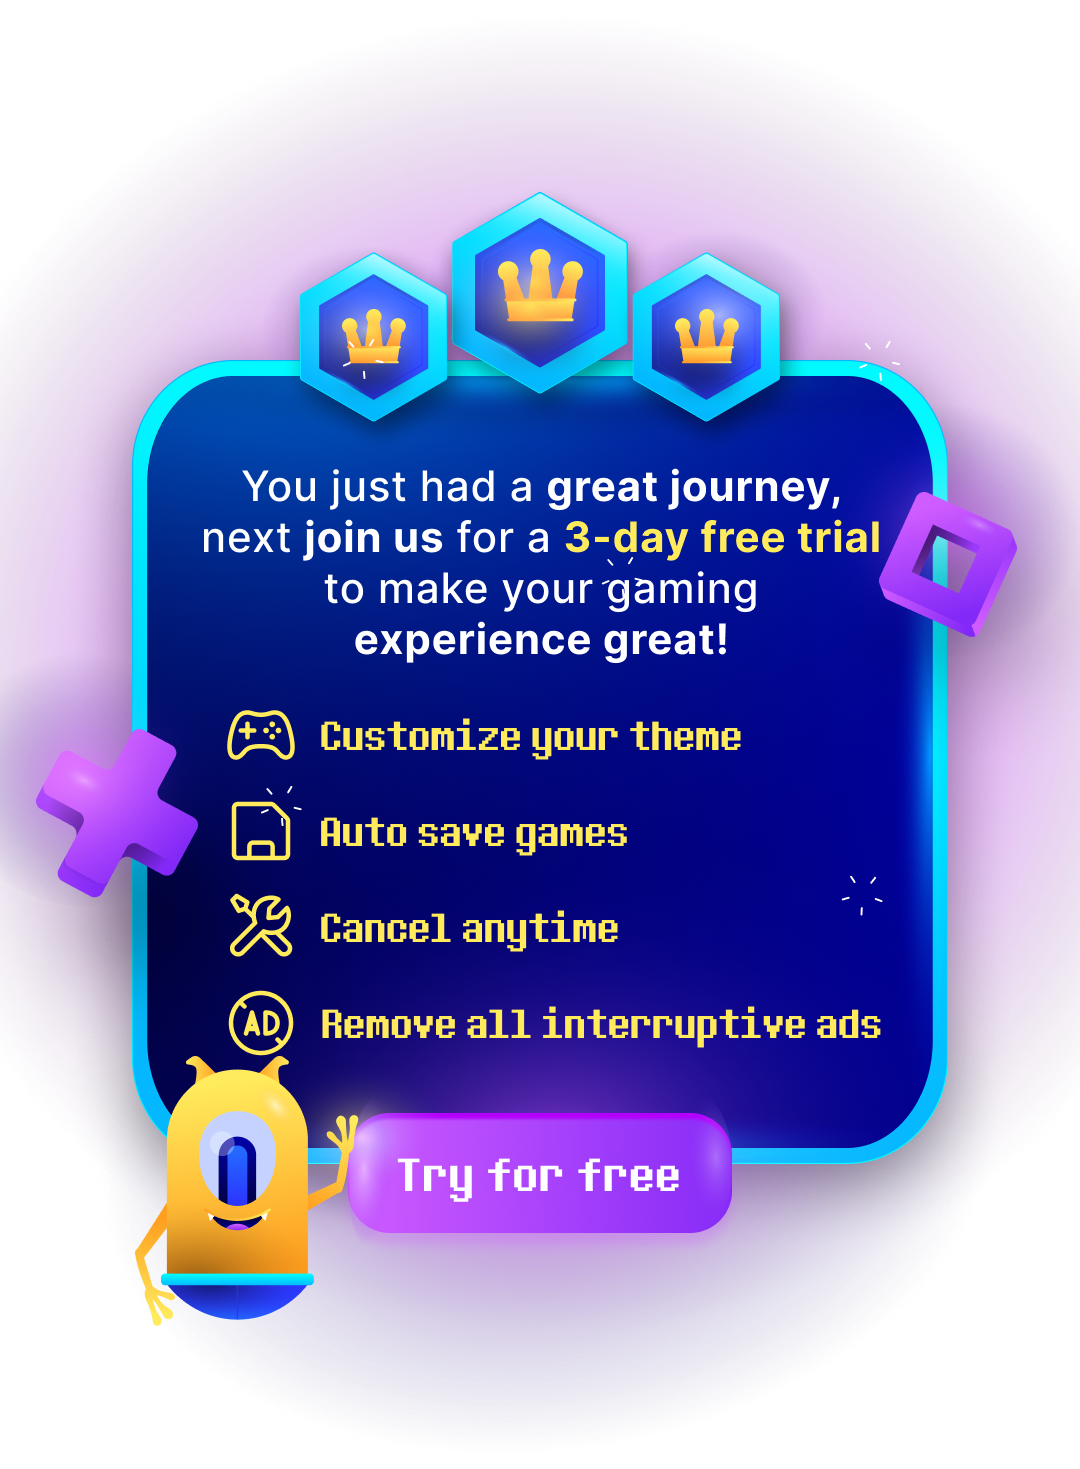 You just had a great journey,
next join us for a 3-day free trial
to make your gaming
experience great!
Customize your theme
Auto save games
Cancel anytime
AD
Remove all interruptive ads
Try for free